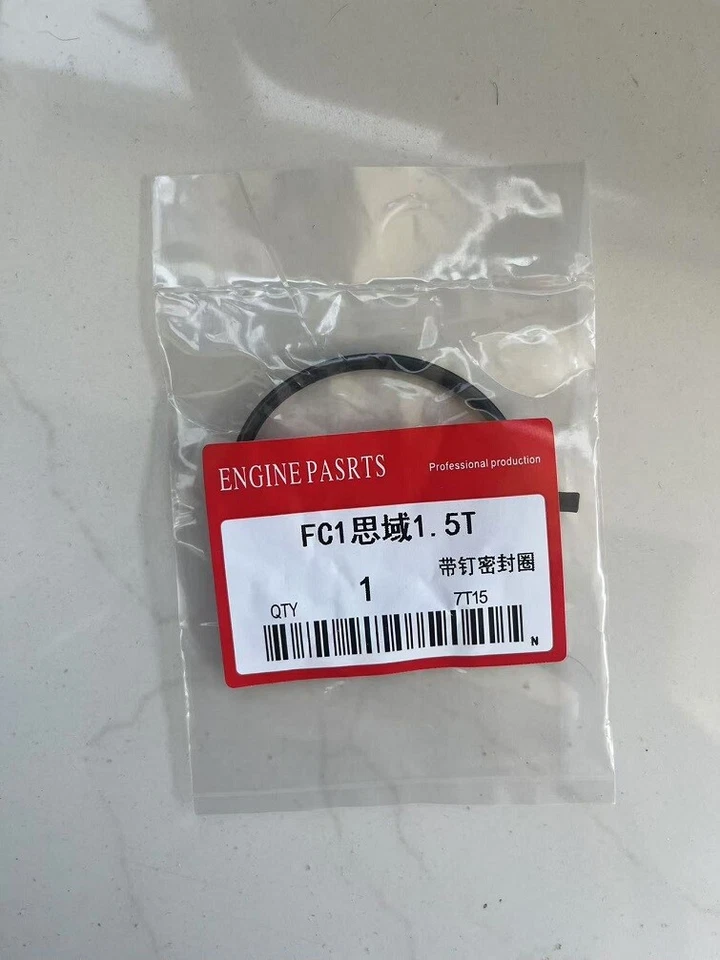 ENGINE PASRTS
Professional production
FC1思域1.5T
带钉密封圈
1
QTY
7T15
N